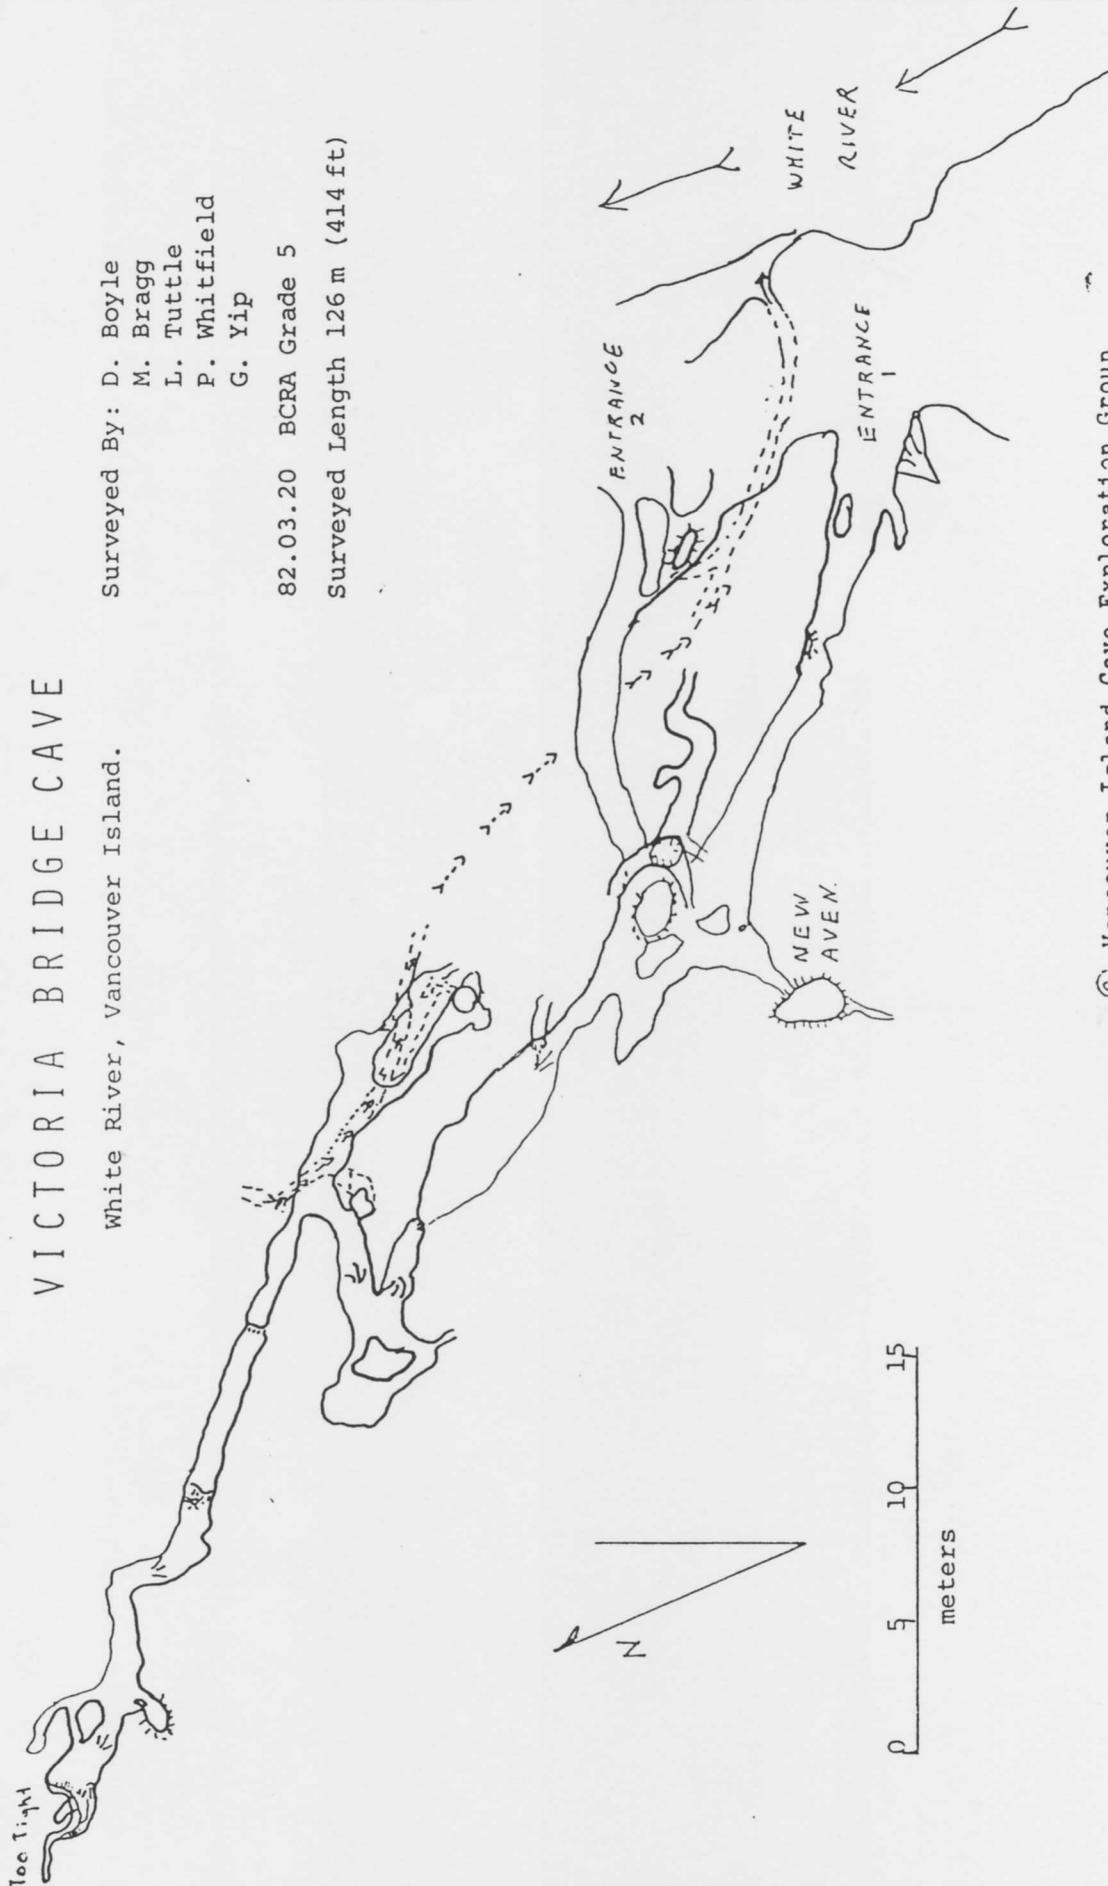 VICTORIA BRIDGE CAVE
White River, Vancouver Island.
Surveyed By: D. Boyle
M. Bragg
L. Tuttle
P. Whitfield
G. Yip
82.03.20 BCRA Grade 5
Surveyed Length 126 m (414 ft)
Too Tight
ENTRANCE
2
WHITE
RIVER
ENTRANCE
1
NEW
AVEN.
N
0 5 10 15
meters
© Vancouver Island Cave Exploration Group